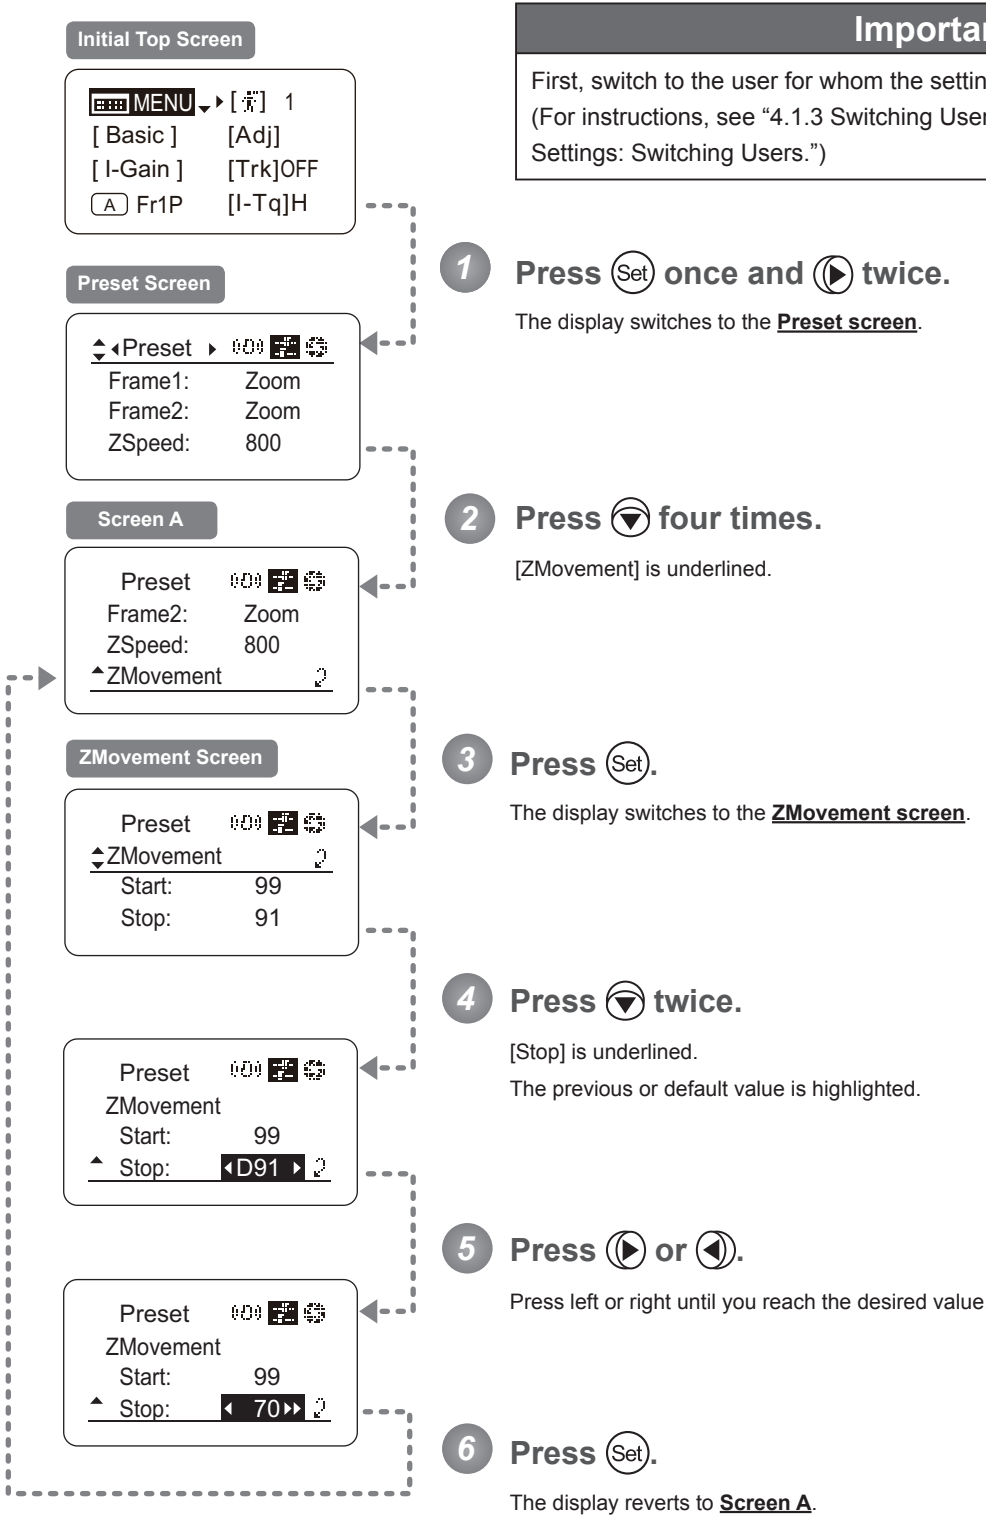 Initial Top Screen
MENU [ ] 1
[ Basic ] [Adj]
[ I-Gain ] [Trk]OFF
A Fr1P [I-Tq]H
First, switch to the user for whom the
(For instructions, see “4.1.3 Switching
Settings: Switching Users.”)
1 Press Set once and twice.
The display switches to the Preset screen.
Preset Screen
Preset
Frame1: Zoom
Frame2: Zoom
ZSpeed: 800
2 Press four times.
[ZMovement] is underlined.
Screen A
Preset
Frame2: Zoom
ZSpeed: 800
ZMovement
3 Press Set.
The display switches to the ZMovement screen.
ZMovement Screen
Preset
ZMovement
Start: 99
Stop: 91
4 Press twice.
[Stop] is underlined.
The previous or default value is highlighted.
Preset
ZMovement
Start: 99
Stop: D91
5 Press or .
Press left or right until you reach the desired value
Preset
ZMovement
Start: 99
Stop: 70
6 Press Set.
The display reverts to Screen A.